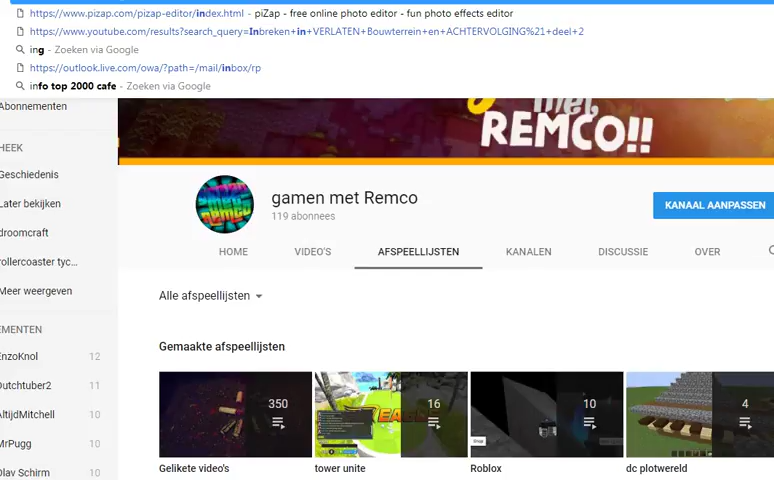 https://www.pizap.com/pizap-editor/index.html - piZap - free online photo editor - fun photo effects editor
https://www.youtube.com/results?search_query=Inbreken+in+VERLATEN+Bouwterrein+en+ACHTERVOLGING%21+deel+2
ing - Zoeken via Google
https://outlook.live.com/owa/?path=/mail/inbox/rp
info top 2000 cafe - Zoeken via Google
Abonnementen
HEEK
Geschiedenis
Later bekijken
droomcraft
rollercoaster tyc...
Meer weergeven
EMENTEN
EnzoKnol 12
Dutchtuber2 11
AltijdMitchell 10
MrPugg 10
Olav Schirm 10
met
REMCO!!
gamen met Remco
119 abonnees
KANAAL AANPASSEN
HOME VIDEO'S AFSPEELLIJSTEN KANALEN DISCUSSIE OVER
Alle afspeellijsten
Gemaakte afspeellijsten
350 16 10 4
Gelikete video's tower unite Roblox dc plotwereld